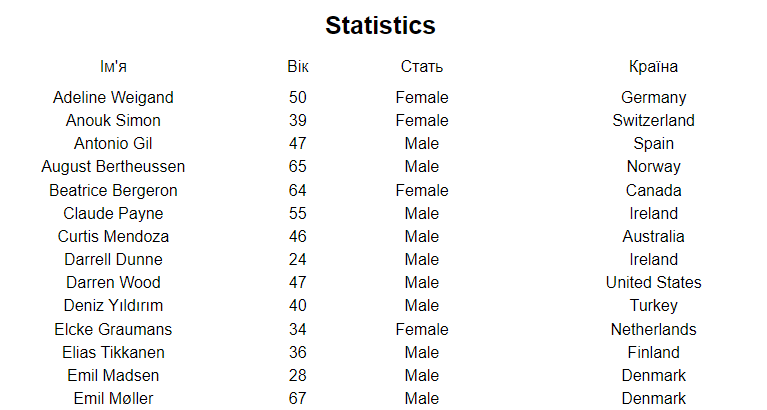 Statistics
Ім'я Вік Стать Країна
Adeline Weigand 50 Female Germany
Anouk Simon 39 Female Switzerland
Antonio Gil 47 Male Spain
August Bertheussen 65 Male Norway
Beatrice Bergeron 64 Female Canada
Claude Payne 55 Male Ireland
Curtis Mendoza 46 Male Australia
Darrell Dunne 24 Male Ireland
Darren Wood 47 Male United States
Deniz Yıldırım 40 Male Turkey
Elcke Graumans 34 Female Netherlands
Elias Tikkanen 36 Male Finland
Emil Madsen 28 Male Denmark
Emil Møller 67 Male Denmark